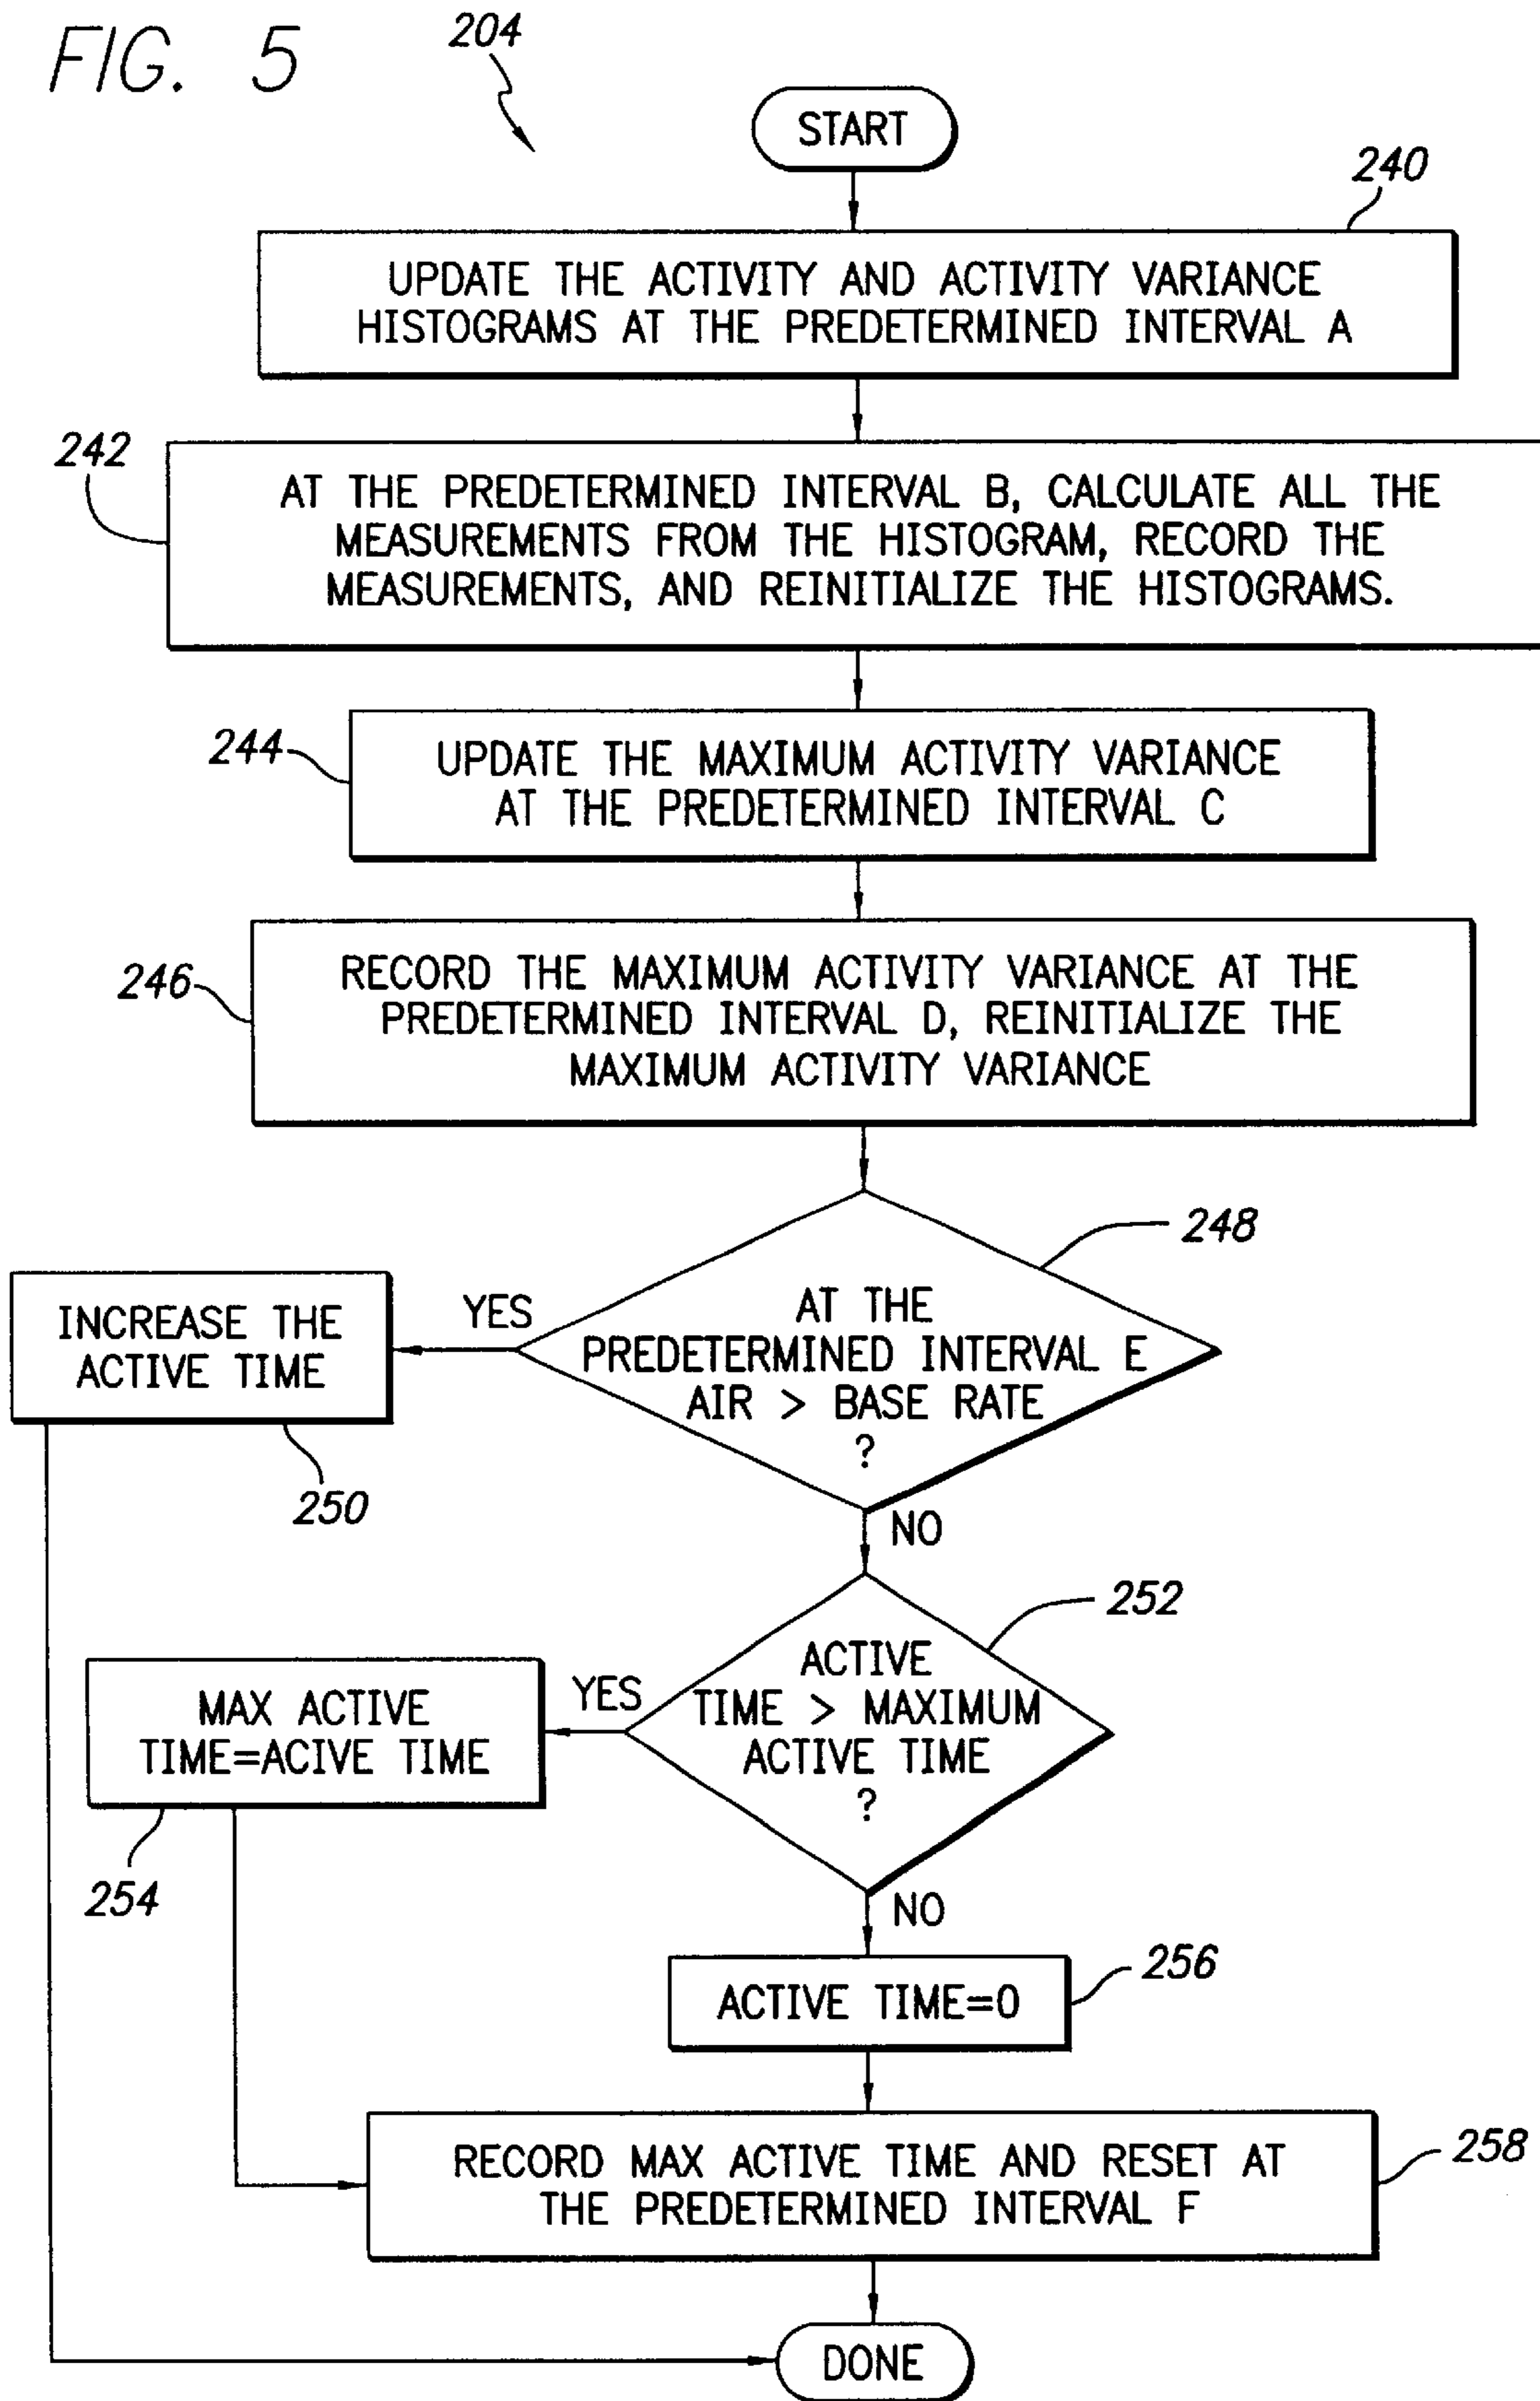 FIG. 5
204
START
240
UPDATE THE ACTIVITY AND ACTIVITY VARIANCE
HISTOGRAMS AT THE PREDETERMINED INTERVAL A
242
AT THE PREDETERMINED INTERVAL B, CALCULATE ALL THE
MEASUREMENTS FROM THE HISTOGRAM, RECORD THE
MEASUREMENTS, AND REINITIALIZE THE HISTOGRAMS.
244
UPDATE THE MAXIMUM ACTIVITY VARIANCE
AT THE PREDETERMINED INTERVAL C
246
RECORD THE MAXIMUM ACTIVITY VARIANCE AT THE
PREDETERMINED INTERVAL D, REINITIALIZE THE
MAXIMUM ACTIVITY VARIANCE
248
AT THE
PREDETERMINED INTERVAL E
AIR > BASE RATE
?
YES
INCREASE THE
ACTIVE TIME
250
NO
252
ACTIVE
TIME > MAXIMUM
ACTIVE TIME
?
YES
MAX ACTIVE
TIME=ACIVE TIME
254
NO
256
ACTIVE TIME=0
RECORD MAX ACTIVE TIME AND RESET AT
THE PREDETERMINED INTERVAL F
258
DONE